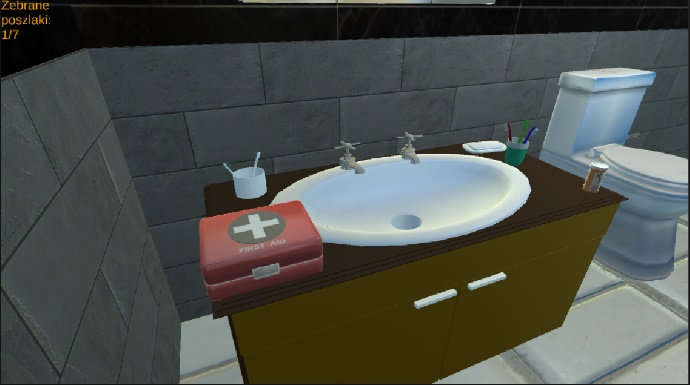 Zebrane
poszlaki:
1/7
FIRST AID